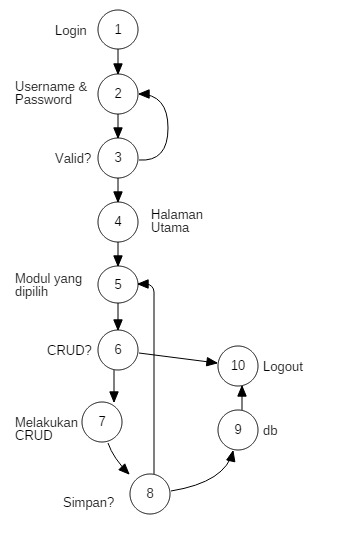 Login 1
Username &
Password
2
Valid? 3
4 Halaman
Utama
Modul yang
dipilih
5
CRUD? 6
10 Logout
Melakukan
CRUD
7
9 db
Simpan? 8